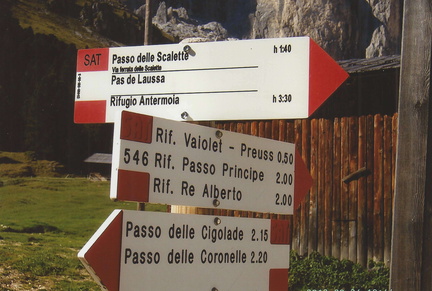 SAT
Passo delle Scalette h 1:40
Via ferrata delle Scalette
Pas de Laussa
Rifugio Antermoia h 3:30
Rif. Vaiolet - Preuss 0.50
546 Rif. Passo Principe 2.00
Rif. Re Alberto 2.00
Passo delle Cigolade 2.15
Passo delle Coronelle 2.20